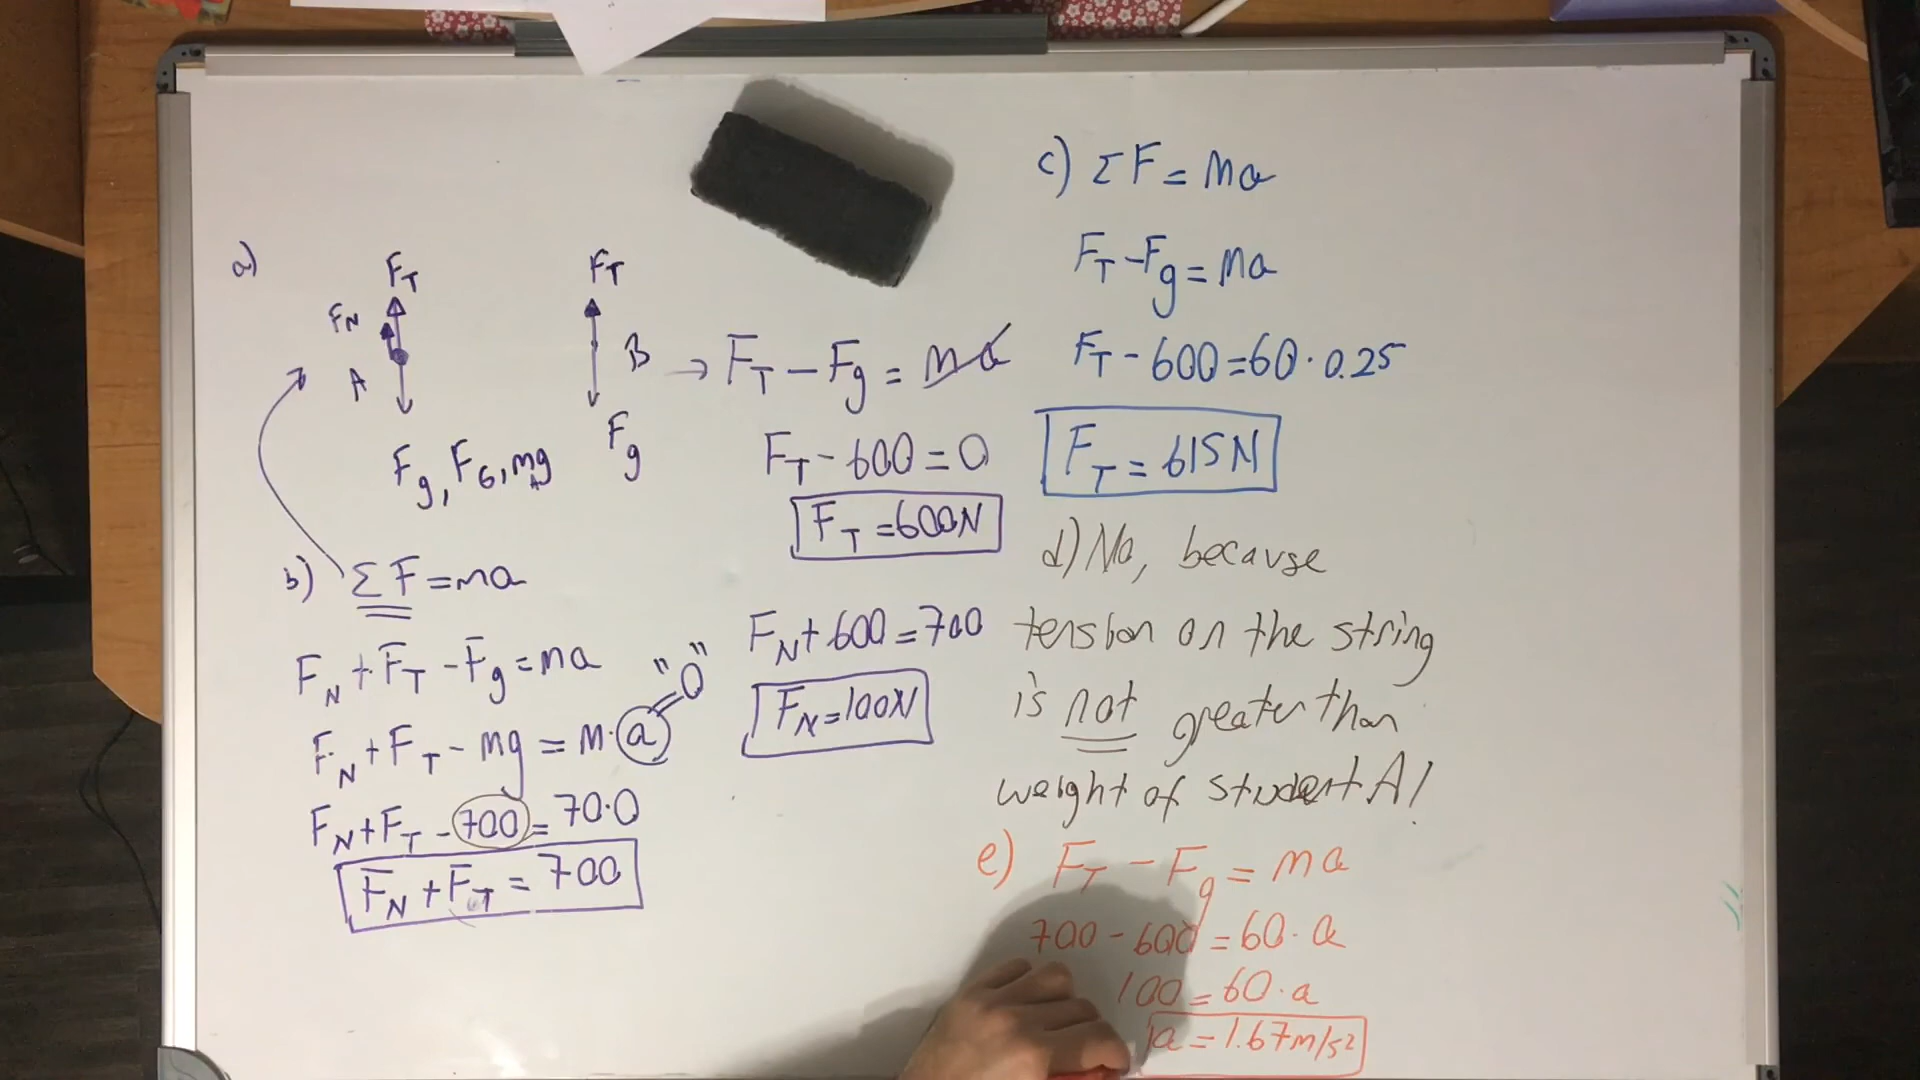 a)
F_T
F_N
A
F_g, F_G, m_Ag
F_T
B
F_g
→ F_T - F_g = ma
F_T - 600 = 0
F_T = 600N
b) ΣF = ma
F_N + F_T - F_g = ma
F_N + F_T - mg = m·a = "0"
F_N + F_T - 700 = 70·0
F_N + F_T = 700
F_N + 600 = 700
F_N = 100N
c) ΣF = ma
F_T - F_g = ma
F_T - 600 = 60·0.25
F_T = 615N
d) No, because
tension on the string
is not greater than
weight of student A!
e) F_T - F_g = ma
700 - 600 = 60·a
100 = 60·a
a = 1.67 m/s²